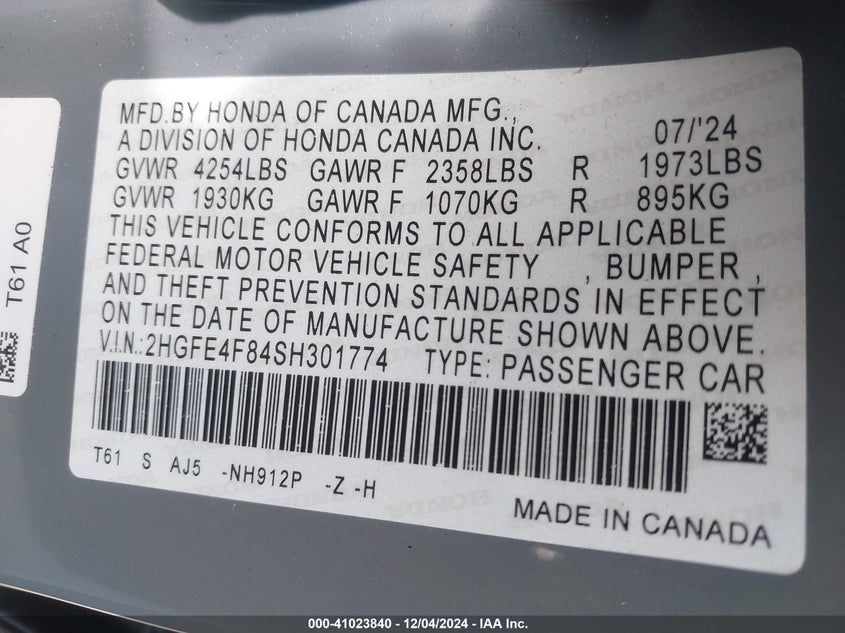 MFD.BY HONDA OF CANADA MFG.,
A DIVISION OF HONDA CANADA INC. 07/'24
GVWR 4254LBS GAWR F 2358LBS R 1973LBS
GVWR 1930KG GAWR F 1070KG R 895KG
THIS VEHICLE CONFORMS TO ALL APPLICABLE
FEDERAL MOTOR VEHICLE SAFETY , BUMPER ,
AND THEFT PREVENTION STANDARDS IN EFFECT
ON THE DATE OF MANUFACTURE SHOWN ABOVE.
V.I.N.:2HGFE4F84SH301774 TYPE: PASSENGER CAR
T61 S AJ5 -NH912P -Z -H
MADE IN CANADA
T61 A0
000-41023840 - 12/04/2024 - IAA Inc.